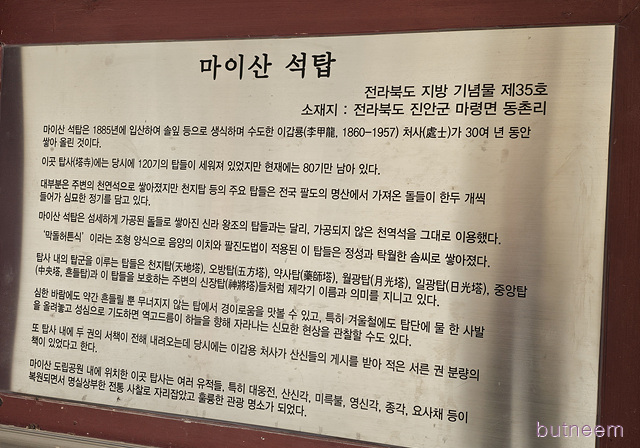 마이산 석탑
전라북도 지방 기념물 제35호
소재지 : 전라북도 진안군 마령면 동촌리
마이산 석탑은 1885년에 입산하여 솔잎 등으로 생식하며 수도한 이갑룡(李甲龍, 1860-1957) 처사(處士)가 30여 년 동안
쌓아 올린 것이다.
이곳 탑사(塔寺)에는 당시에 120기의 탑들이 세워져 있었지만 현재에는 80기만 남아 있다.
대부분은 주변의 천연석으로 쌓아졌지만 천지탑 등의 주요 탑들은 전국 팔도의 명산에서 가져온 돌들이 한두 개씩
들어가 심묘한 정기를 담고 있다.
마이산 석탑은 섬세하게 가공된 돌들로 쌓아진 신라 왕조의 탑들과는 달리, 가공되지 않은 천역석을 그대로 이용했다.
'막돌허튼식' 이라는 조형 양식으로 음양의 이치와 팔진도법이 적용된 이 탑들은 정성과 탁월한 솜씨로 쌓아졌다.
탑사 내의 탑군을 이루는 탑들은 천지탑(天地塔), 오방탑(五方塔), 약사탑(藥師塔), 월광탑(月光塔), 일광탑(日光塔), 중앙탑
(中央塔, 흔들탑)과 이 탑들을 보호하는 주변의 신장탑(神將塔)들처럼 제각기 이름과 의미를 지니고 있다.
심한 바람에도 약간 흔들릴 뿐 무너지지 않는 탑에서 경이로움을 맛볼 수 있고, 특히 겨울철에도 탑단에 물 한 사발
을 올려놓고 성심으로 기도하면 역고드름이 하늘을 향해 자라나는 신묘한 현상을 관찰할 수도 있다.
또 탑사 내에 두 권의 서책이 전해 내려오는데 당시에는 이갑용 처사가 산신들의 계시를 받아 적은 서른 권 분량의
책이 있었다고 한다.
마이산 도립공원 내에 위치한 이곳 탑사는 여러 유적들, 특히 대웅전, 산신각, 미륵불, 영신각, 종각, 요사채 등이
복원되면서 명실상부한 전통 사찰로 자리잡았고 훌륭한 관광 명소가 되었다.
butneem